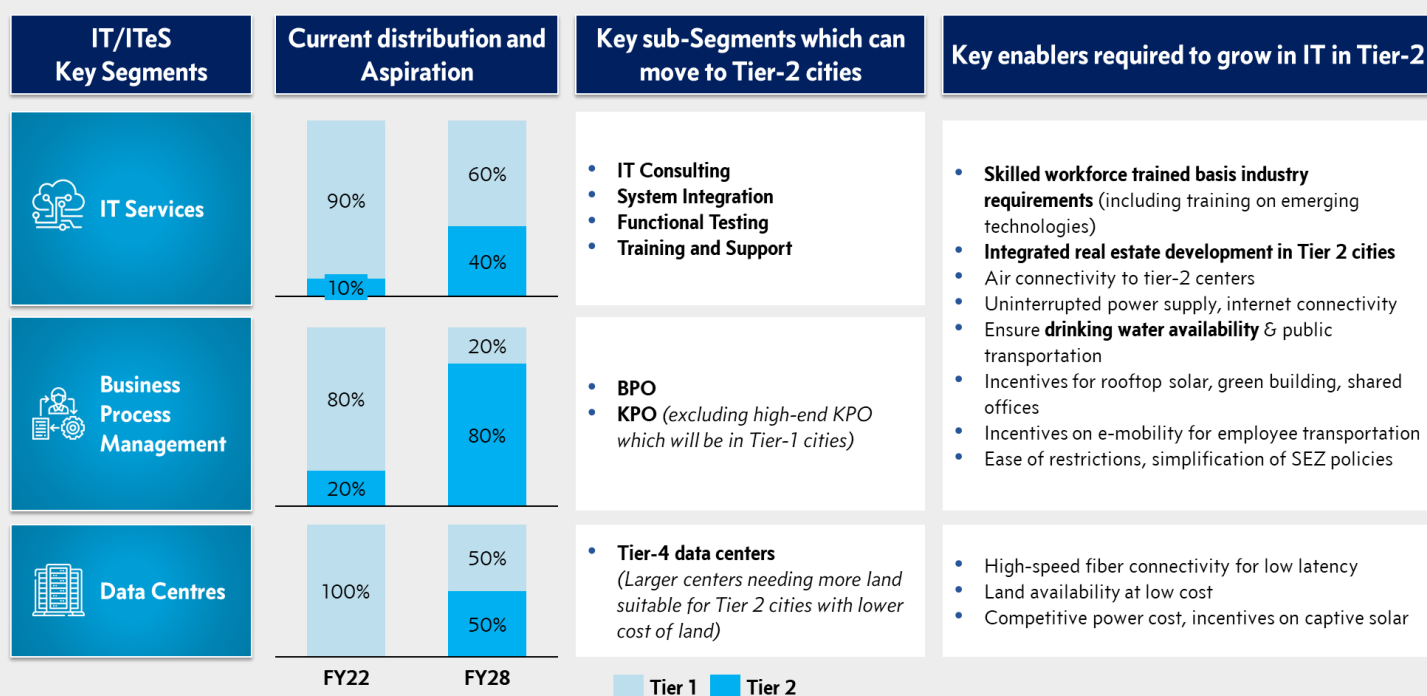 IT/ITeS
Key Segments
Current distribution and
Aspiration
Key sub-Segments which can
move to Tier-2 cities
Key enablers required to grow in IT in Tier-2
IT Services
90%
10%
60%
40%
• IT Consulting
• System Integration
• Functional Testing
• Training and Support
• Skilled workforce trained basis industry
requirements (including training on emerging
technologies)
• Integrated real estate development in Tier 2 cities
• Air connectivity to tier-2 centers
• Uninterrupted power supply, internet connectivity
• Ensure drinking water availability & public
transportation
• Incentives for rooftop solar, green building, shared
offices
• Incentives on e-mobility for employee transportation
• Ease of restrictions, simplification of SEZ policies
Business
Process
Management
80%
20%
20%
80%
• BPO
• KPO (excluding high-end KPO
which will be in Tier-1 cities)
Data Centres
100%
50%
50%
• Tier-4 data centers
(Larger centers needing more land
suitable for Tier 2 cities with lower
cost of land)
• High-speed fiber connectivity for low latency
• Land availability at low cost
• Competitive power cost, incentives on captive solar
FY22
FY28
Tier 1
Tier 2